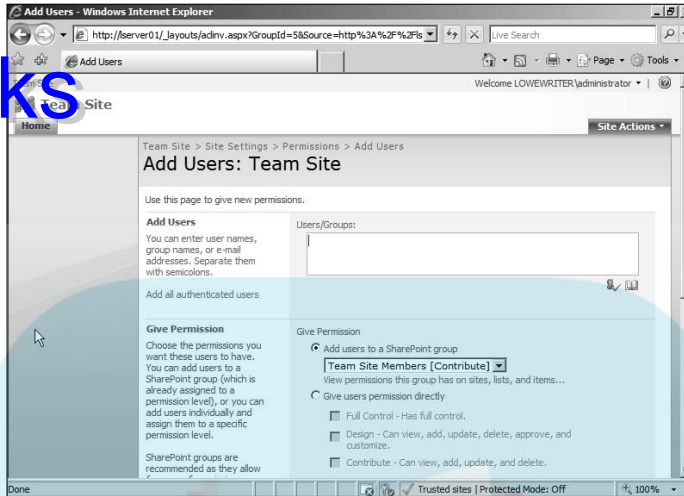 Add Users - Windows Internet Explorer
http://lserver01/_layouts/aclinv.aspx?GroupId=5&Source=http%3A%2F%2Fls
Live Search
Add Users
Page
Tools
ks
Welcome LOWEWRITER\administrator
Team Site
Home
Site Actions
Team Site > Site Settings > Permissions > Add Users
Add Users: Team Site
Use this page to give new permissions.
Add Users
You can enter user names,
group names, or e-mail
addresses. Separate them
with semicolons.
Add all authenticated users
Users/Groups:
Give Permission
Choose the permissions you
want these users to have.
You can add users to a
SharePoint group (which is
already assigned to a
permission level), or you can
add users individually and
assign them to a specific
permission level.
SharePoint groups are
recommended as they allow
Give Permission
Add users to a SharePoint group
Team Site Members [Contribute]
View permissions this group has on sites, lists, and items...
Give users permission directly
Full Control - Has full control.
Design - Can view, add, update, delete, approve, and
customize.
Contribute - Can view, add, update, and delete.
Done
Trusted sites | Protected Mode: Off
100%